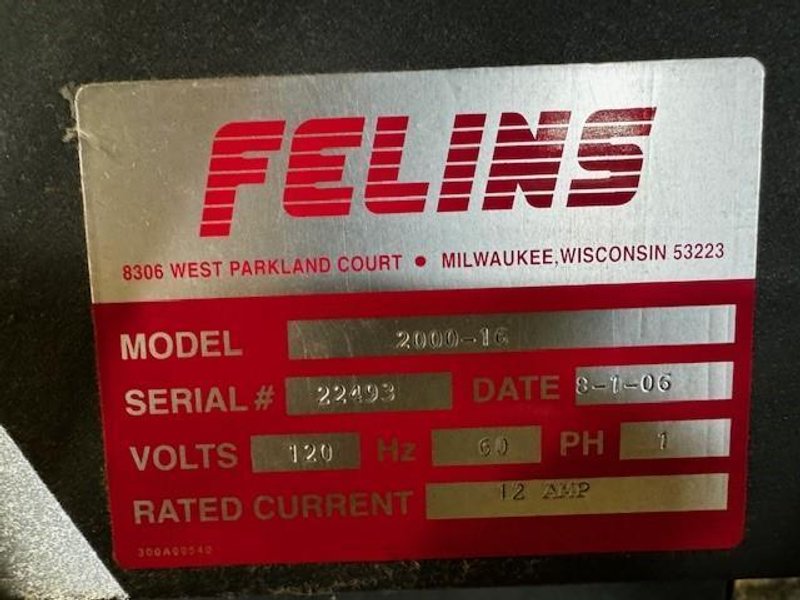 FELINS
8306 WEST PARKLAND COURT • MILWAUKEE, WISCONSIN 53223
MODEL 2000-16
SERIAL # 22493 DATE 8-1-06
VOLTS 120 Hz 60 PH 1
RATED CURRENT 12 AMP
300A00540